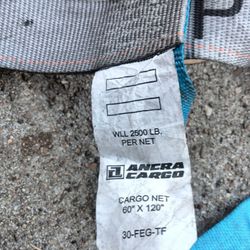 WLL 2500 LB.
PER NET
ANCRA
CARGO
CARGO NET
60" X 120"
30-FEG-TF